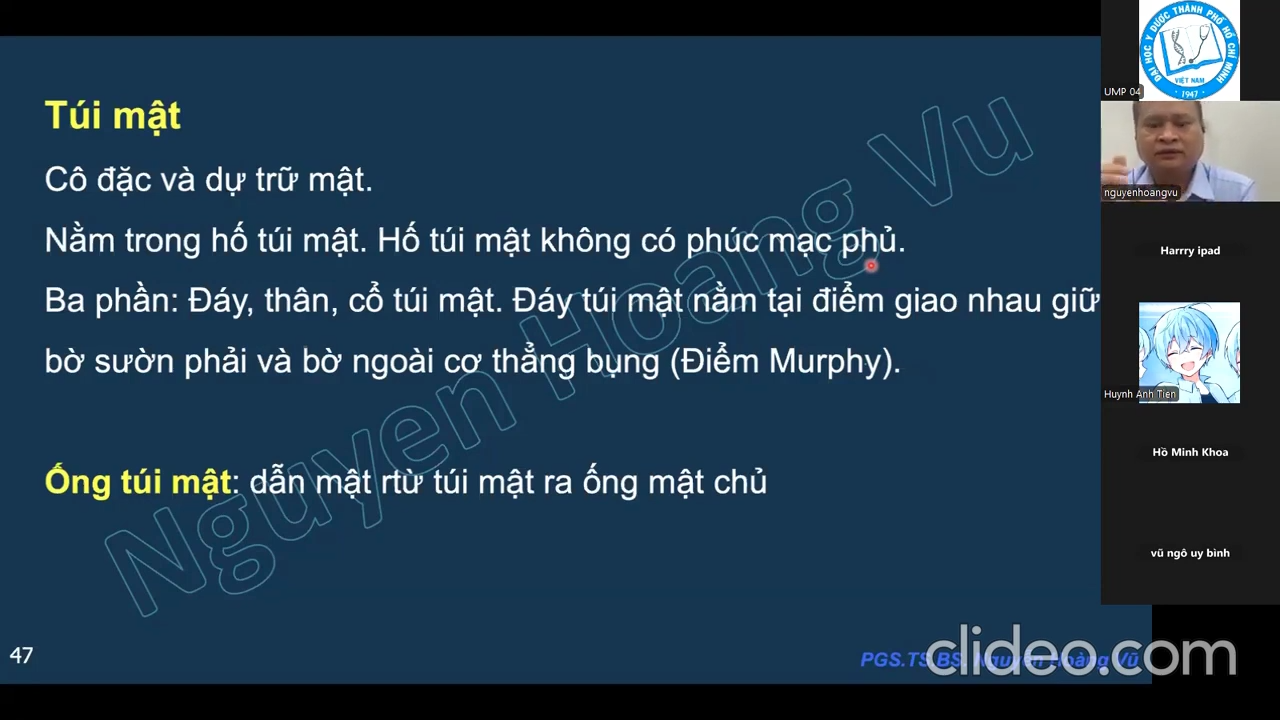 Túi mật
Cô đặc và dự trữ mật.
Nằm trong hố túi mật. Hố túi mật không có phúc mạc phủ.
Ba phần: Đáy, thân, cổ túi mật. Đáy túi mật nằm tại điểm giao nhau giữ
bờ sườn phải và bờ ngoài cơ thẳng bụng (Điểm Murphy).
Ống túi mật: dẫn mật rtừ túi mật ra ống mật chủ
Nguyen Hoang Vu
47
PGS.TS.BS. Nguyễn Hoàng Vũ
clideo.com
ĐẠI HỌC Y DƯỢC THÀNH PHỐ HỒ CHÍ MINH
VIỆT NAM
1947
UMP 04
nguyenhoangvu
Harrry ipad
Huynh Anh Tien
Hồ Minh Khoa
vũ ngô uy bình